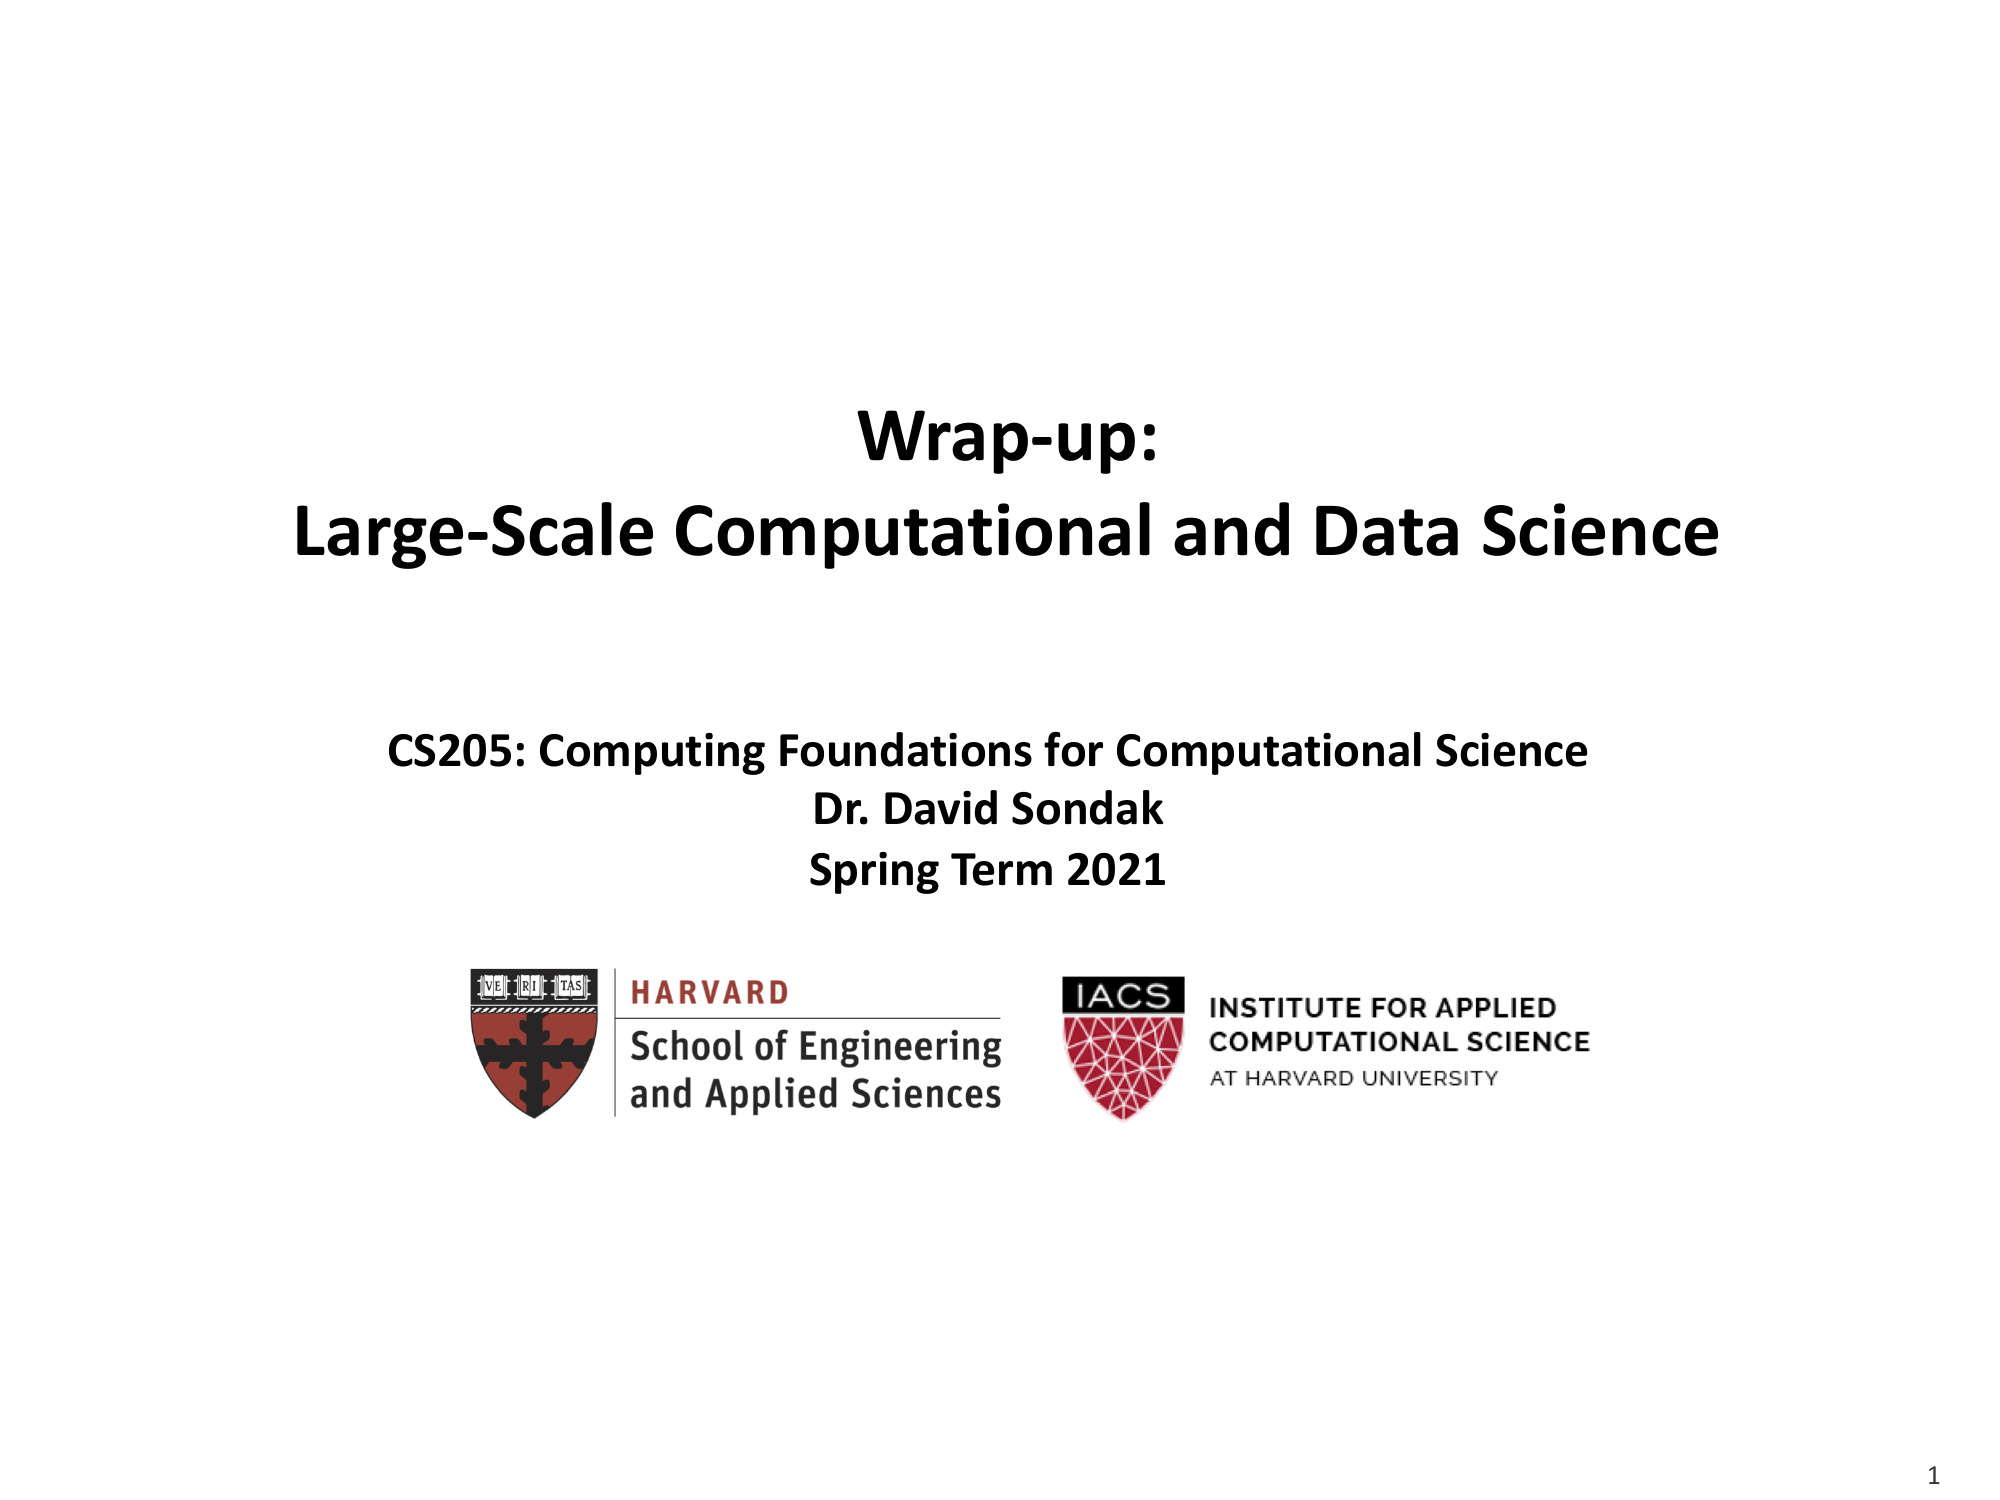 Wrap-up:
Large-Scale Computational and Data Science
CS205: Computing Foundations for Computational Science
Dr. David Sondak
Spring Term 2021
VE RI TAS
HARVARD
School of Engineering
and Applied Sciences
IACS
INSTITUTE FOR APPLIED
COMPUTATIONAL SCIENCE
AT HARVARD UNIVERSITY
1